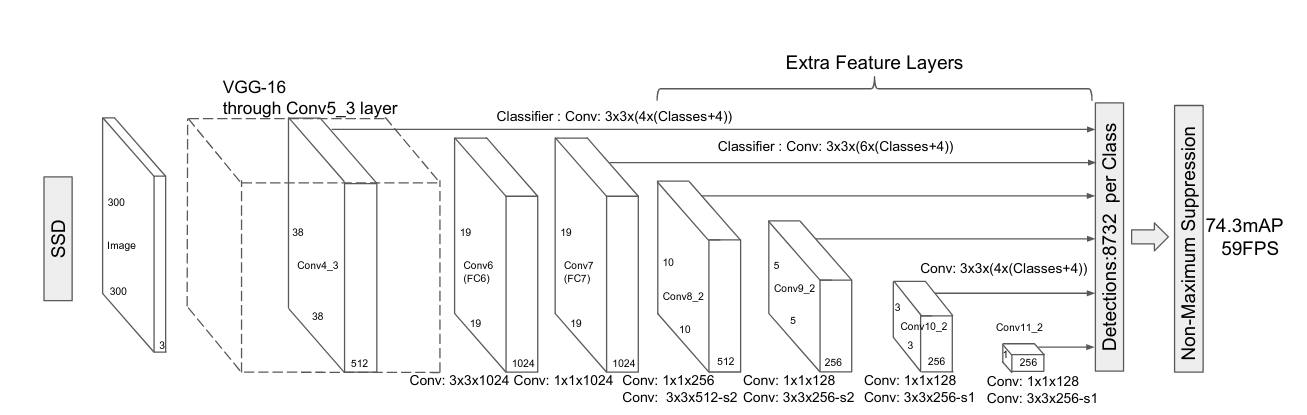 Extra Feature Layers
VGG-16
through Conv5_3 layer
Classifier : Conv: 3x3x(4x(Classes+4))
Classifier : Conv: 3x3x(6x(Classes+4))
SSD
300
Image
300
3
38
Conv4_3
38
512
19
Conv6
(FC6)
19
1024
19
Conv7
(FC7)
19
1024
10
Conv8_2
10
512
5
Conv9_2
5
256
Conv: 3x3x(4x(Classes+4))
3
Conv10_2
3
256
Conv11_2
1
256
Detections:8732 per Class
Non-Maximum Suppression
74.3mAP
59FPS
Conv: 3x3x1024
Conv: 1x1x1024
Conv: 1x1x256
Conv: 3x3x512-s2
Conv: 1x1x128
Conv: 3x3x256-s2
Conv: 1x1x128
Conv: 3x3x256-s1
Conv: 1x1x128
Conv: 3x3x256-s1